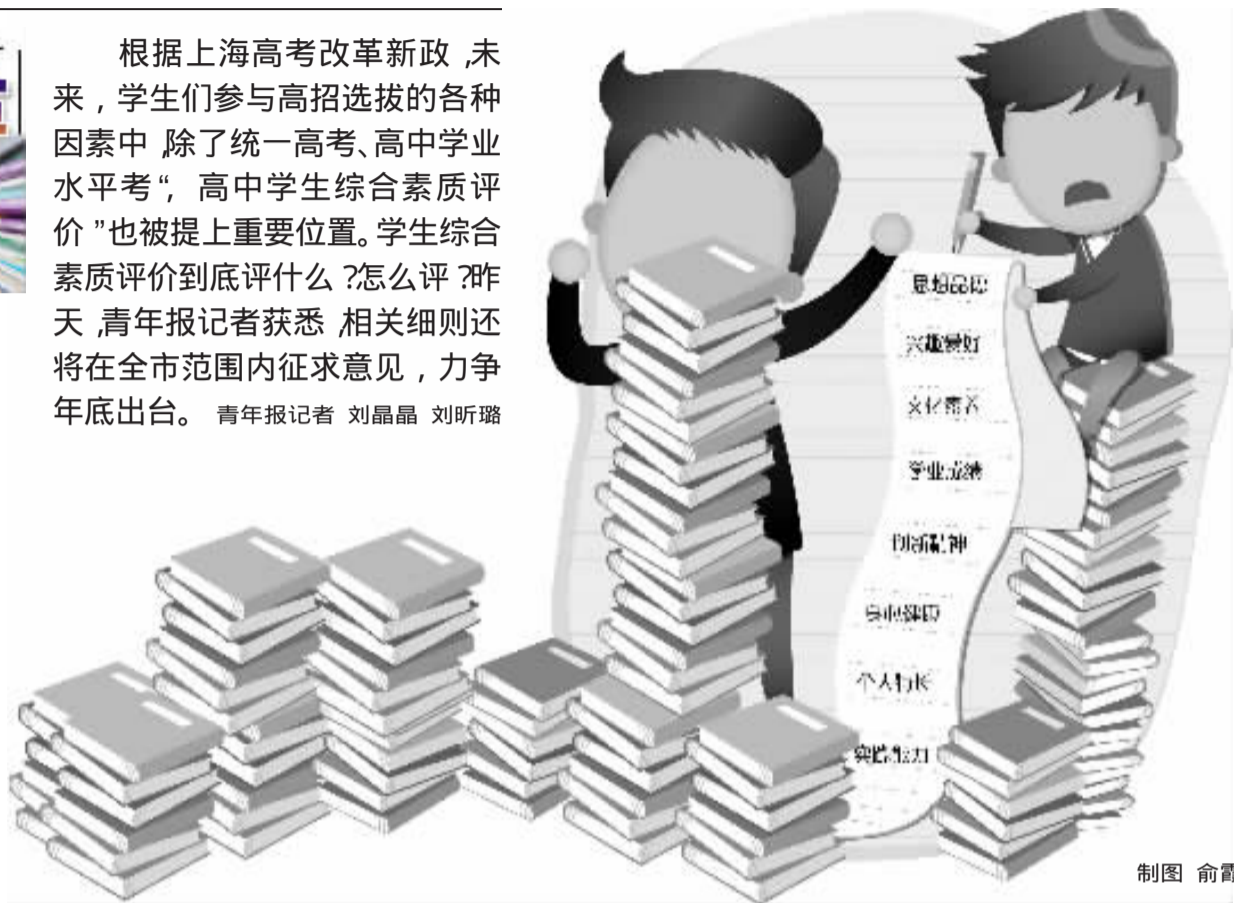 根据上海高考改革新政,未
来,学生们参与高招选拔的各种
因素中,除了统一高考、高中学业
水平考“,高中学生综合素质评
价”也被提上重要位置。学生综合
素质评价到底评什么?怎么评?昨
天,青年报记者获悉,相关细则还
将在全市范围内征求意见,力争
年底出台。 青年报记者 刘晶晶 刘昕璐
思想品质
兴趣爱好
文化素养
学业成绩
创新精神
身心健康
个人特长
实践能力
制图 俞霞